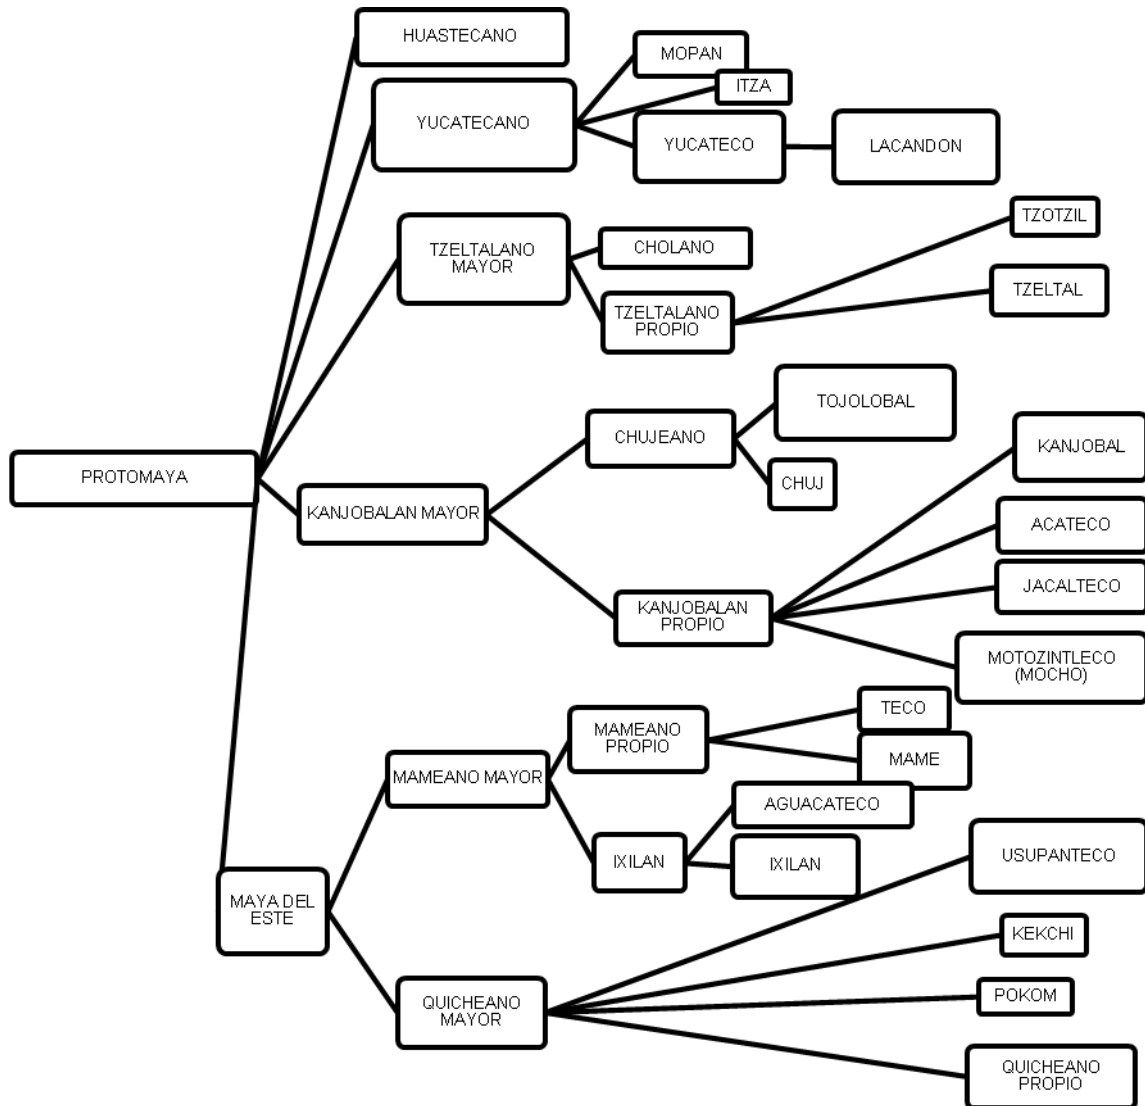 HUASTECANO
MOPAN
ITZA
YUCATECANO
YUCATECO
LACANDON
TZOTZIL
TZELTALANO
MAYOR
CHOLANO
TZELTAL
TZELTALANO
PROPIO
TOJOLOBAL
CHUJEANO
KANJOBAL
PROTOMAYA
CHUJ
KANJOBALAN MAYOR
ACATECO
JACALTECO
KANJOBALAN
PROPIO
MOTOZINTLECO
(MOCHO)
TECO
MAMEANO
PROPIO
MAME
MAMEANO MAYOR
AGUACATECO
IXILAN
IXILAN
USUPANTECO
MAYA DEL
ESTE
KEKCHI
POKOM
QUICHEANO
MAYOR
QUICHEANO
PROPIO